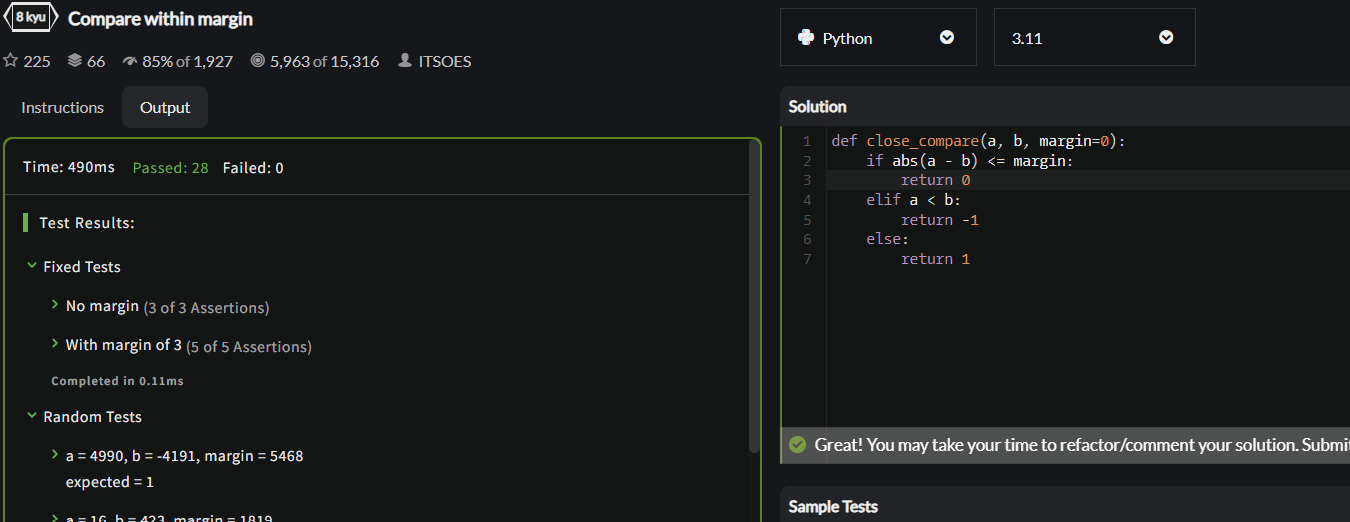 8 kyu Compare within margin
225 66 85% of 1,927 5,963 of 15,316 ITSOES
Instructions Output
Time: 490ms Passed: 28 Failed: 0
Test Results:
Fixed Tests
No margin (3 of 3 Assertions)
With margin of 3 (5 of 5 Assertions)
Completed in 0.11ms
Random Tests
a = 4990, b = -4191, margin = 5468
expected = 1
a = 16, b = 423, margin = 1819
Python 3.11
Solution
1 def close_compare(a, b, margin=0):
2     if abs(a - b) <= margin:
3         return 0
4     elif a < b:
5         return -1
6     else:
7         return 1
Great! You may take your time to refactor/comment your solution. Submi
Sample Tests